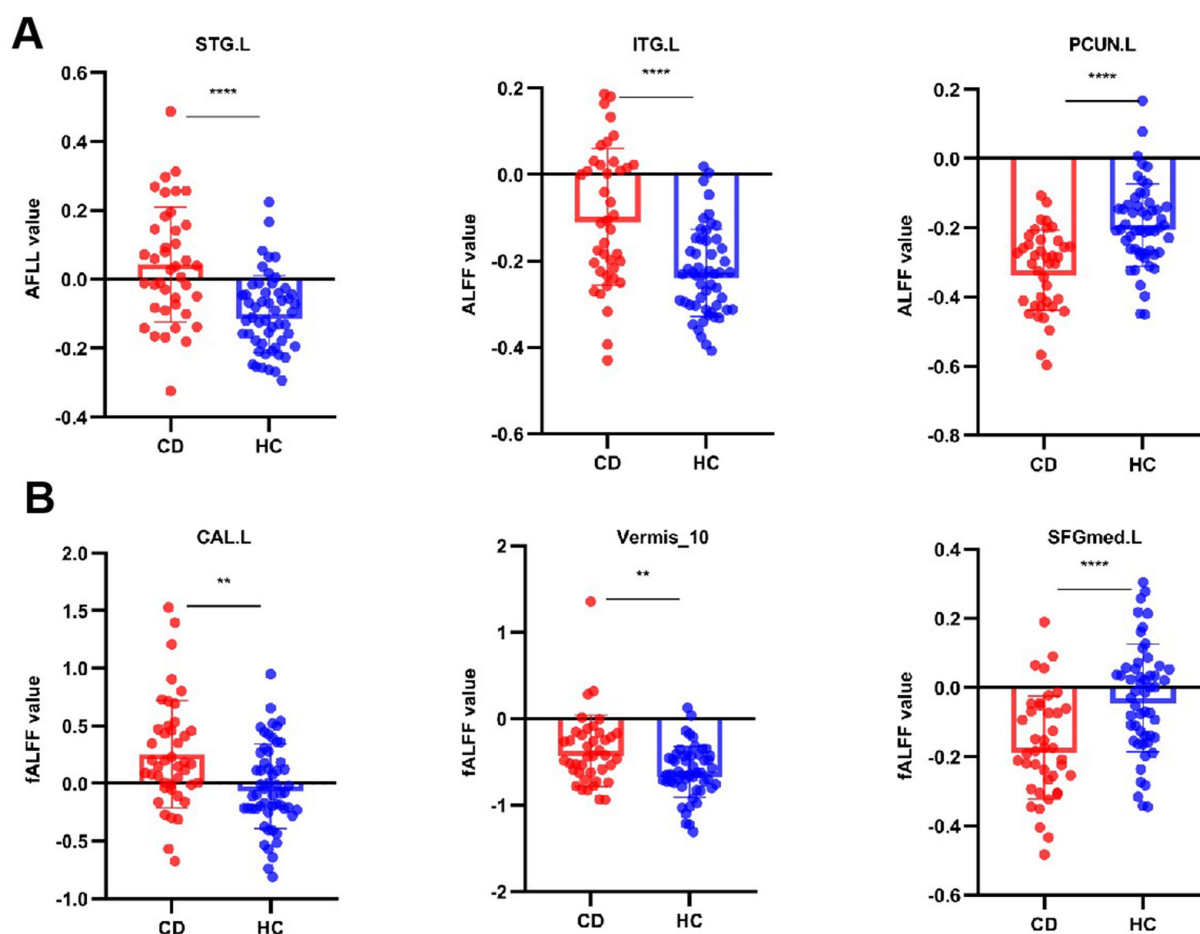 A
STG.L
ITG.L
PCUN.L
AFLL value
0.6
0.4
0.2
0.0
-0.2
-0.4
****
CD
HC
ALFF value
0.2
0.0
-0.2
-0.4
-0.6
****
CD
HC
ALFF value
0.2
0.0
-0.2
-0.4
-0.6
-0.8
****
CD
HC
B
CAL.L
Vermis_10
SFGmed.L
fALFF value
2.0
1.5
1.0
0.5
0.0
-0.5
-1.0
**
CD
HC
fALFF value
2
1
0
-1
-2
**
CD
HC
fALFF value
0.4
0.2
0.0
-0.2
-0.4
-0.6
****
CD
HC